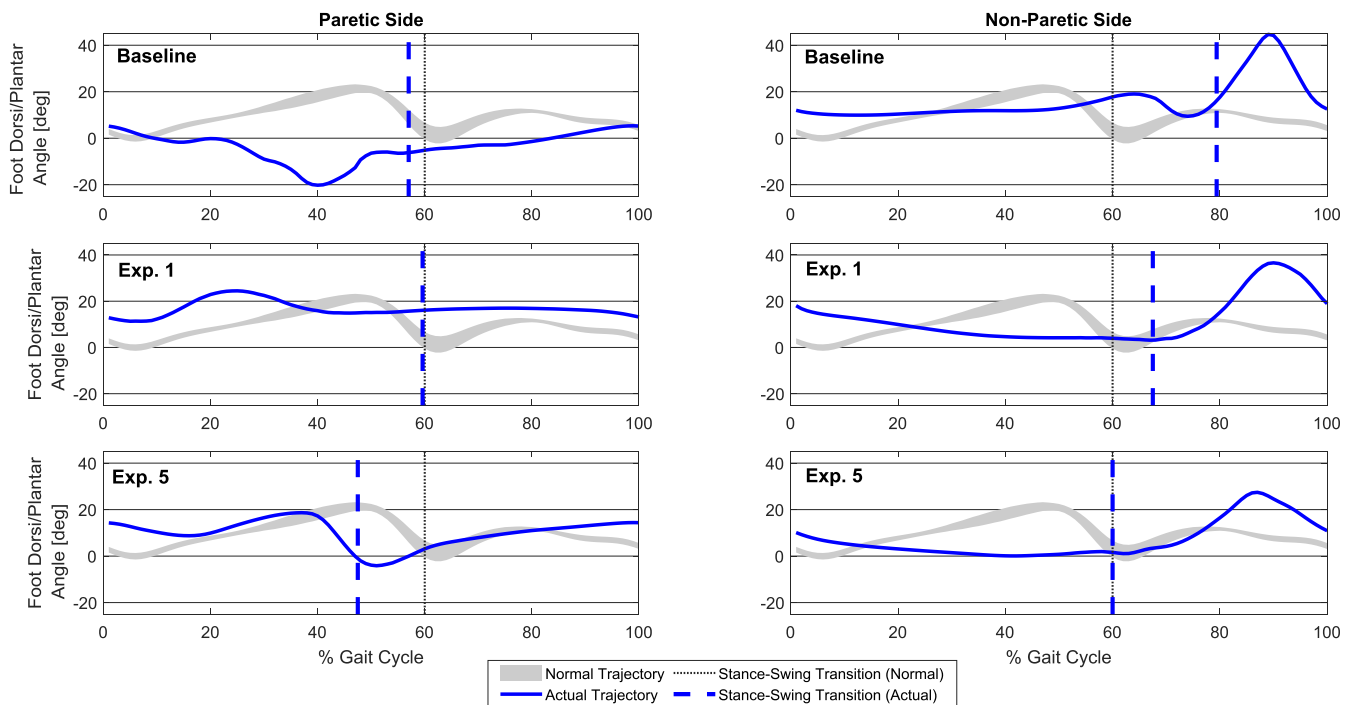 Paretic Side
Non-Paretic Side
Foot Dorsi/Plantar
Angle [deg]
40
20
0
-20
Baseline
0 20 40 60 80 100
40
20
0
-20
Baseline
0 20 40 60 80 100
Foot Dorsi/Plantar
Angle [deg]
40
20
0
-20
Exp. 1
0 20 40 60 80 100
40
20
0
-20
Exp. 1
0 20 40 60 80 100
Foot Dorsi/Plantar
Angle [deg]
40
20
0
-20
Exp. 5
0 20 40 60 80 100
% Gait Cycle
40
20
0
-20
Exp. 5
0 20 40 60 80 100
% Gait Cycle
Normal Trajectory Stance-Swing Transition (Normal)
Actual Trajectory Stance-Swing Transition (Actual)